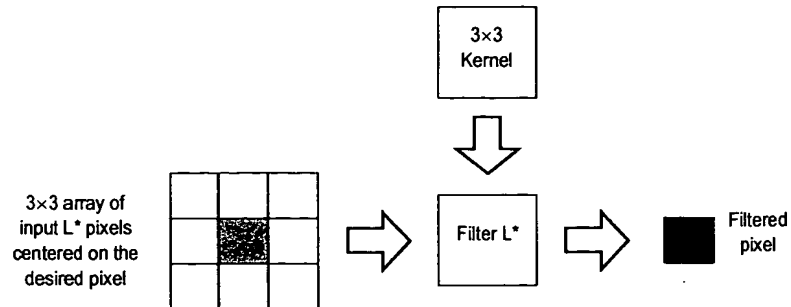 3×3
Kernel
3×3 array of
input L* pixels
centered on the
desired pixel
Filter L*
Filtered
pixel